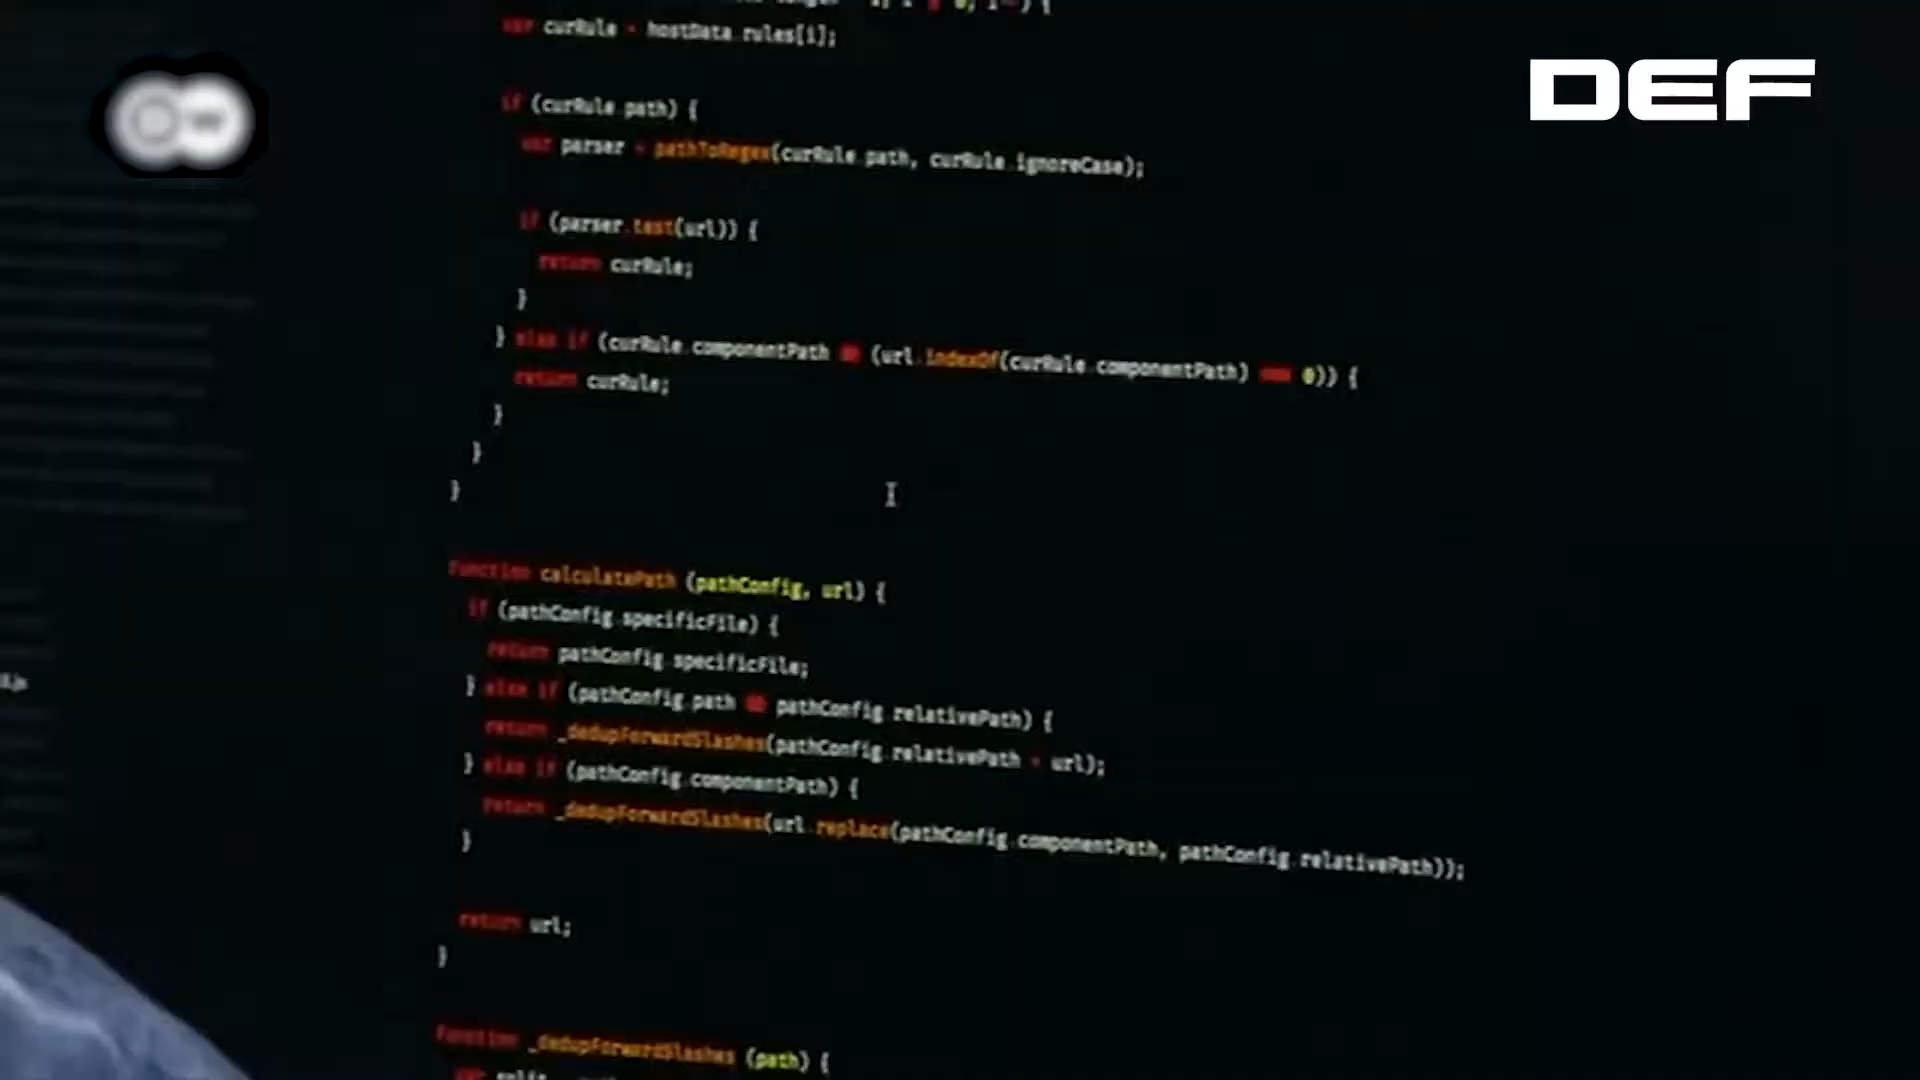 DEF
var curRule = hostData.rules[i];
if (curRule.path) {
var parser = pathToRegex(curRule.path, curRule.ignoreCase);
if (parser.test(url)) {
return curRule;
}
} else if (curRule.componentPath && (url.indexOf(curRule.componentPath) === 0)) {
return curRule;
}
}
}
function calculatePath (pathConfig, url) {
if (pathConfig.specificFile) {
return pathConfig.specificFile;
} else if (pathConfig.path && pathConfig.relativePath) {
return _dedupForwardSlashes(pathConfig.relativePath + url);
} else if (pathConfig.componentPath) {
return _dedupForwardSlashes(url.replace(pathConfig.componentPath, pathConfig.relativePath));
}
return url;
}
function _dedupForwardSlashes (path) {